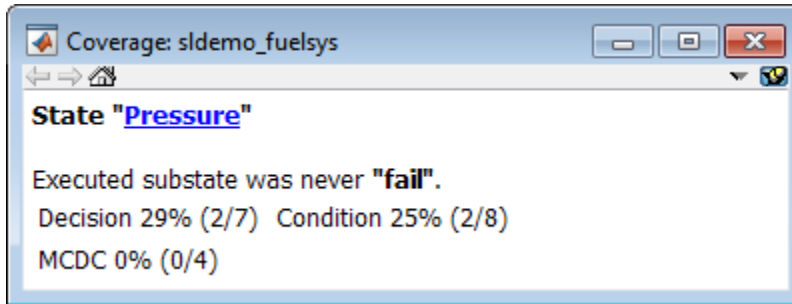 Coverage: sldemo_fuelsys
State "Pressure"
Executed substate was never "fail".
Decision 29% (2/7) Condition 25% (2/8)
MCDC 0% (0/4)